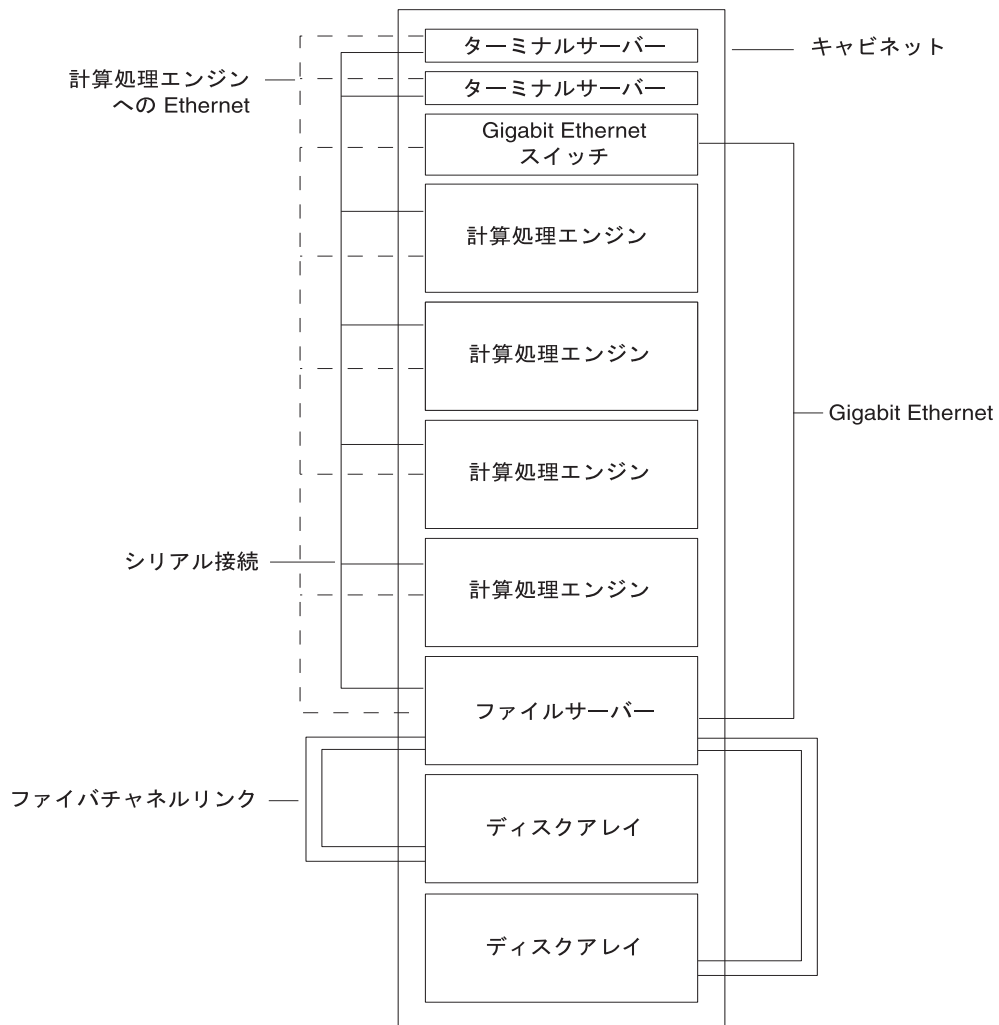 ターミナルサーバー
キャビネット
計算処理エンジン
への Ethernet
ターミナルサーバー
Gigabit Ethernet
スイッチ
計算処理エンジン
計算処理エンジン
Gigabit Ethernet
計算処理エンジン
シリアル接続
計算処理エンジン
ファイルサーバー
ファイバチャネルリンク
ディスクアレイ
ディスクアレイ